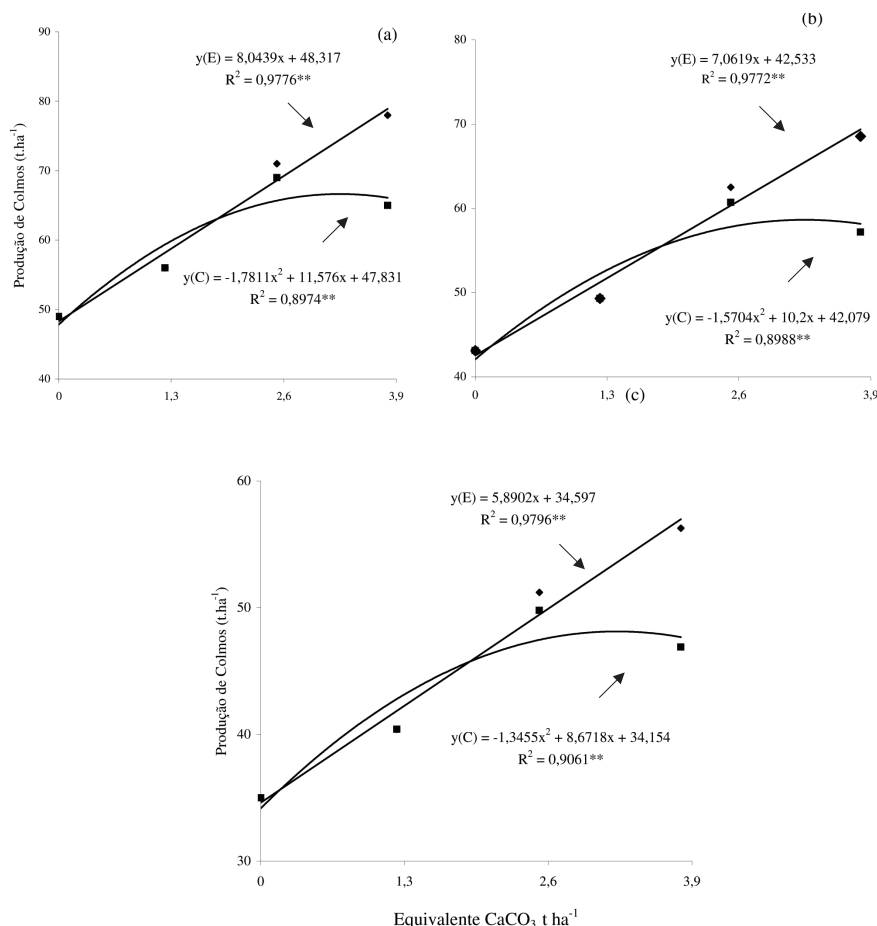 (a)
90
80
70
60
50
40
Produção de Colmos (t.ha⁻¹)
y(E) = 8,0439x + 48,317
R² = 0,9776**
y(C) = -1,7811x² + 11,576x + 47,831
R² = 0,8974**
0 1,3 2,6 3,9
(b)
80
70
60
50
40
y(E) = 7,0619x + 42,533
R² = 0,9772**
y(C) = -1,5704x² + 10,2x + 42,079
R² = 0,8988**
0 1,3 2,6 3,9
(c)
60
50
40
30
Produção de Colmos (t.ha⁻¹)
y(E) = 5,8902x + 34,597
R² = 0,9796**
y(C) = -1,3455x² + 8,6718x + 34,154
R² = 0,9061**
0 1,3 2,6 3,9
Equivalente CaCO₃ t ha⁻¹